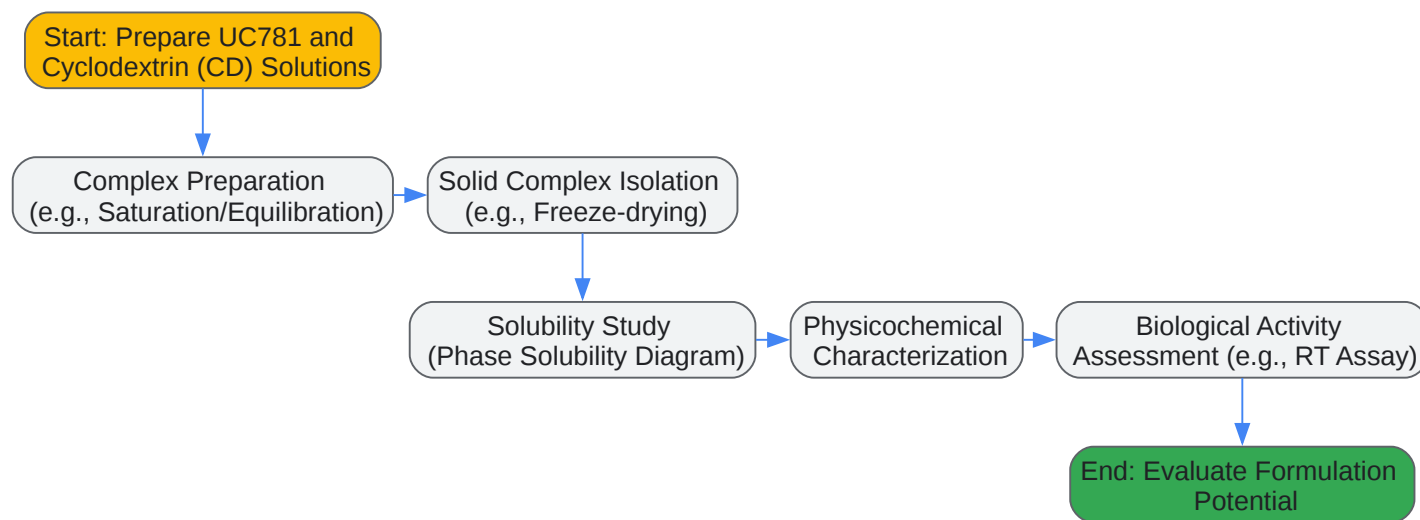 Start: Prepare UC781 and
Cyclodextrin (CD) Solutions
Complex Preparation
(e.g., Saturation/Equilibration)
Solid Complex Isolation
(e.g., Freeze-drying)
Solubility Study
(Phase Solubility Diagram)
Physicochemical
Characterization
Biological Activity
Assessment (e.g., RT Assay)
End: Evaluate Formulation
Potential